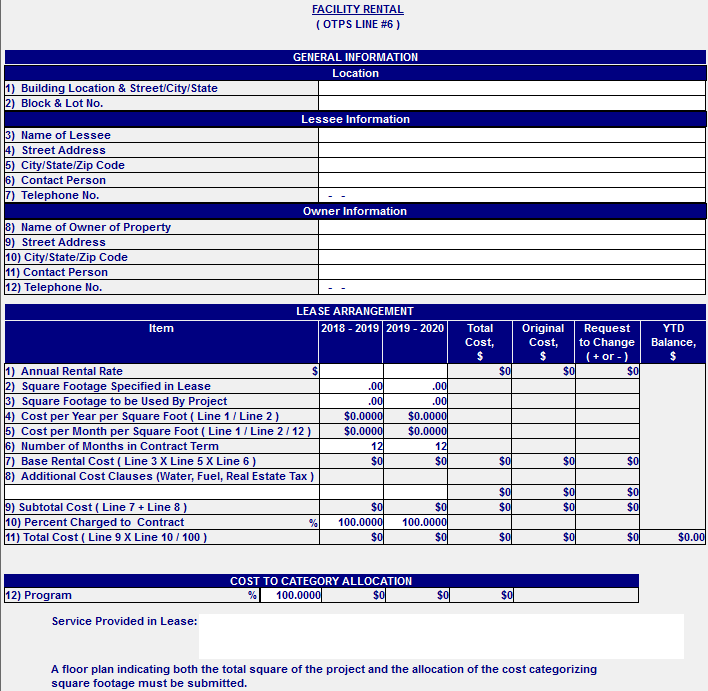 FACILITY RENTAL
( OTPS LINE #6 )
GENERAL INFORMATION
Location
1) Building Location & Street/City/State
2) Block & Lot No.
Lessee Information
3) Name of Lessee
4) Street Address
5) City/State/Zip Code
6) Contact Person
7) Telephone No. - -
Owner Information
8) Name of Owner of Property
9) Street Address
10) City/State/Zip Code
11) Contact Person
12) Telephone No. - -
LEASE ARRANGEMENT
Item 2018 - 2019 2019 - 2020 Total Original Request YTD
Cost, Cost, to Change Balance,
$ $ ( + or - ) $
1) Annual Rental Rate $ $0 $0 $0
2) Square Footage Specified in Lease .00 .00
3) Square Footage to be Used By Project .00 .00
4) Cost per Year per Square Foot ( Line 1 / Line 2 ) $0.0000 $0.0000
5) Cost per Month per Square Foot ( Line 1 / Line 2 / 12 ) $0.0000 $0.0000
6) Number of Months in Contract Term 12 12
7) Base Rental Cost ( Line 3 X Line 5 X Line 6 ) $0 $0 $0 $0 $0
8) Additional Cost Clauses (Water, Fuel, Real Estate Tax )
$0 $0 $0
9) Subtotal Cost ( Line 7 + Line 8 ) $0 $0 $0 $0 $0
10) Percent Charged to Contract % 100.0000 100.0000
11) Total Cost ( Line 9 X Line 10 / 100 ) $0 $0 $0 $0 $0 $0.00
COST TO CATEGORY ALLOCATION
12) Program % 100.0000 $0 $0 $0
Service Provided in Lease:
A floor plan indicating both the total square of the project and the allocation of the cost categorizing
square footage must be submitted.